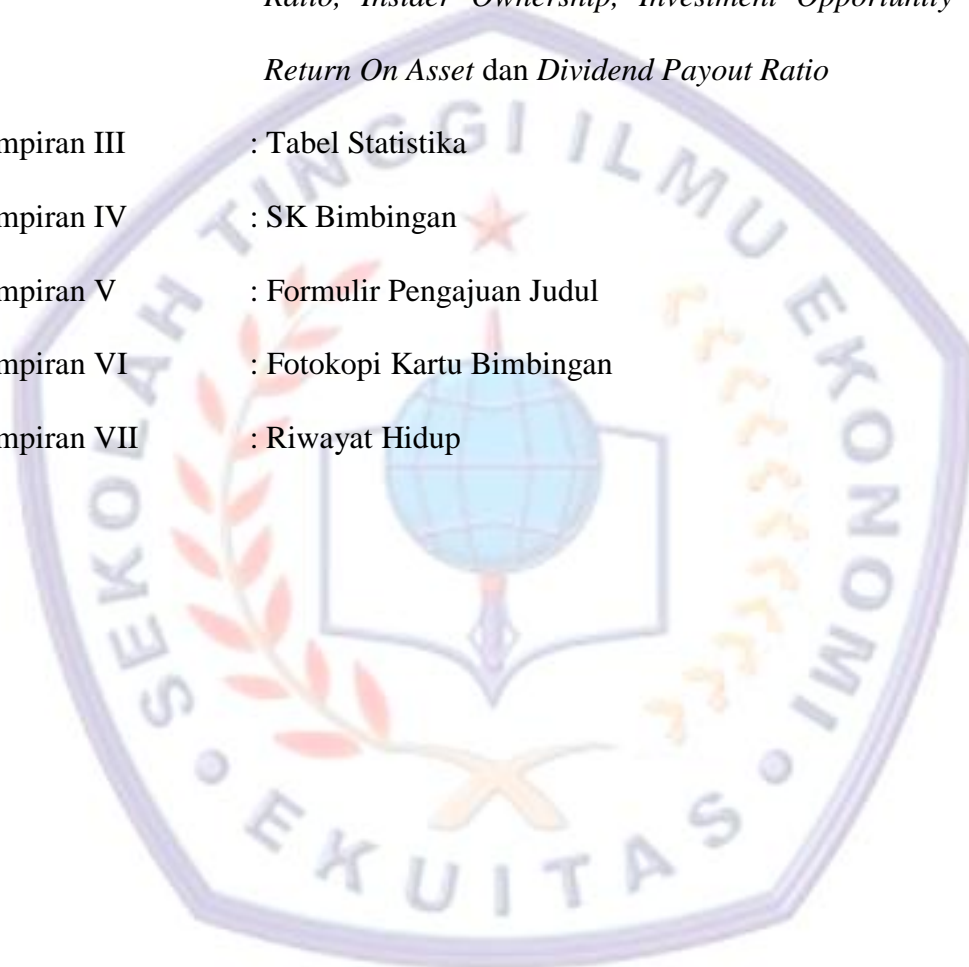 Ratio, Insider Ownership, Investment Opportunity
Return On Asset dan Dividend Payout Ratio
mpiran III : Tabel Statistika
mpiran IV : SK Bimbingan
mpiran V : Formulir Pengajuan Judul
mpiran VI : Fotokopi Kartu Bimbingan
mpiran VII : Riwayat Hidup
SEKOLAH TINGGI ILMU EKONOMI
• EKUITAS •